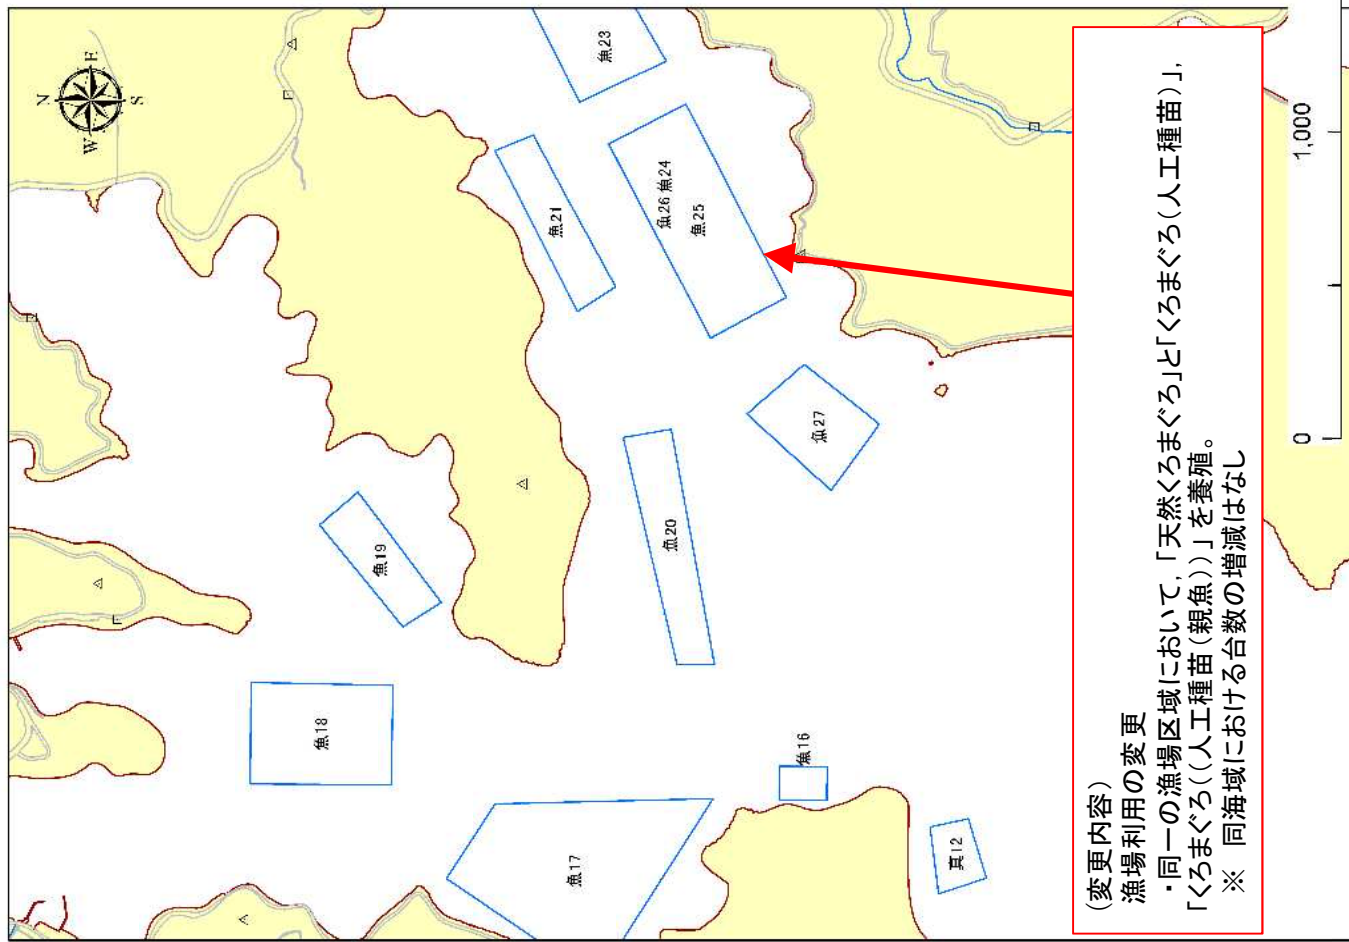 N
W
E
S
魚23
魚21
魚26 魚24
魚25
魚27
魚20
魚19
魚18
魚16
魚17
真12
(変更内容)
漁場利用の変更
・同一の漁場区域において,「天然くろまぐろ」と「くろまぐろ(人工種苗)」,
「くろまぐろ((人工種苗(親魚))」を養殖。
※ 同海域における台数の増減はなし
0
1,000